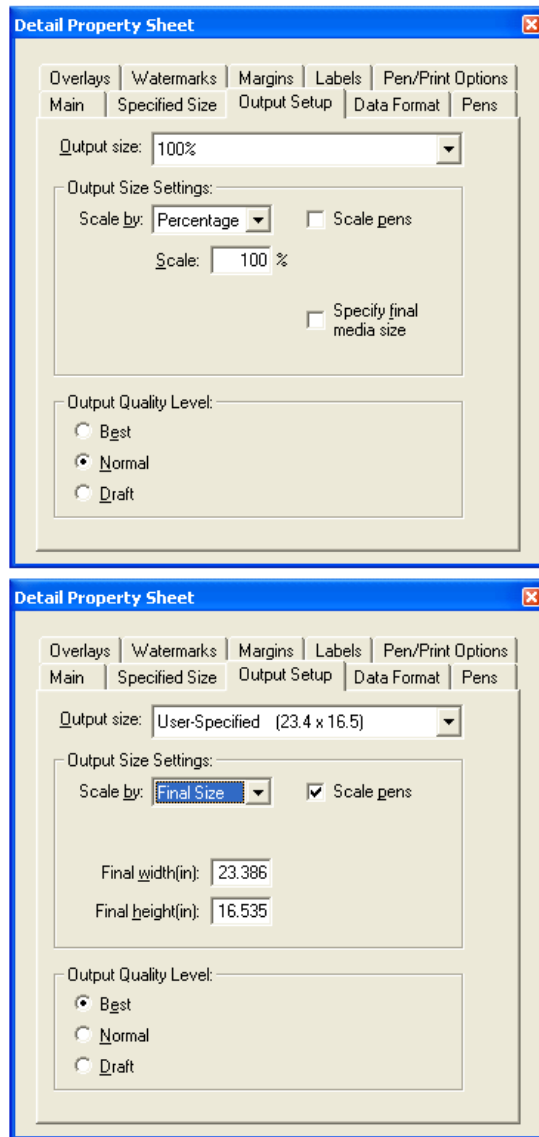 Detail Property Sheet
Overlays Watermarks Margins Labels Pen/Print Options
Main Specified Size Output Setup Data Format Pens
Output size: 100%
Output Size Settings:
Scale by: Percentage Scale pens
Scale: 100 %
Specify final
media size
Output Quality Level:
Best
Normal
Draft
Detail Property Sheet
Overlays Watermarks Margins Labels Pen/Print Options
Main Specified Size Output Setup Data Format Pens
Output size: User-Specified (23.4 x 16.5)
Output Size Settings:
Scale by: Final Size Scale pens
Final width(in): 23.386
Final height(in): 16.535
Output Quality Level:
Best
Normal
Draft